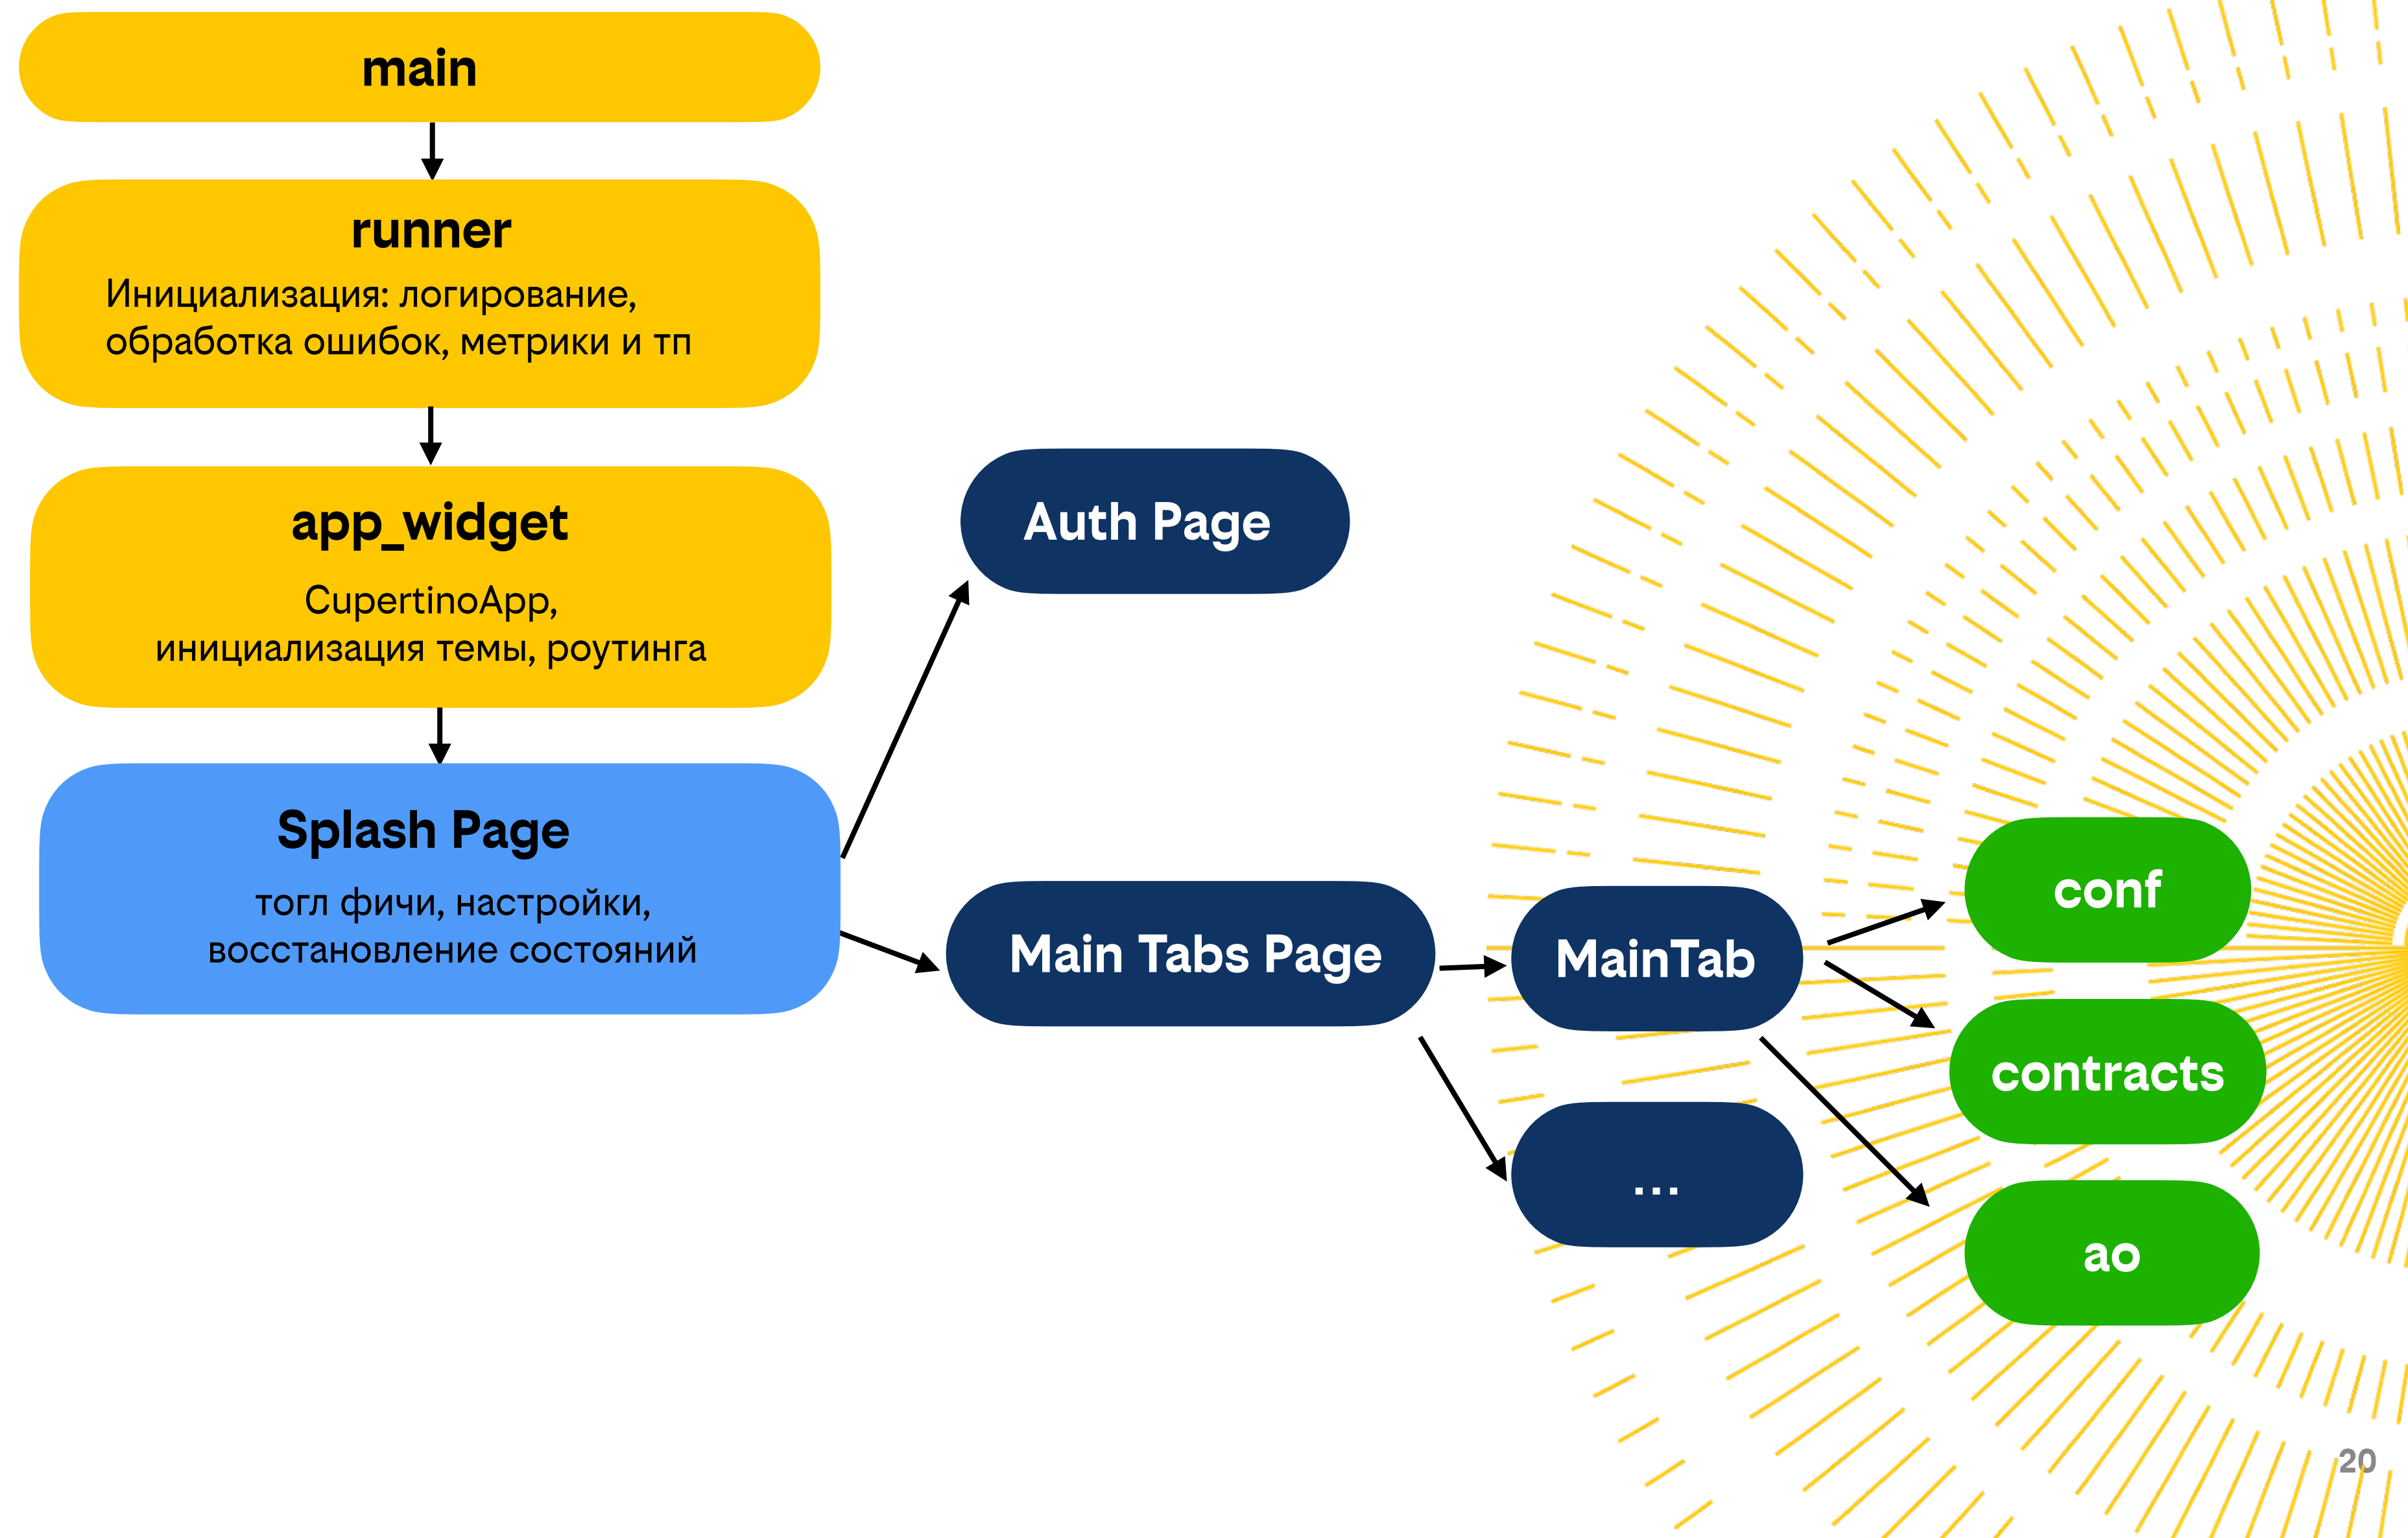 main
runner
Инициализация: логирование,
обработка ошибок, метрики и тп
app_widget
CupertinoApp,
инициализация темы, роутинга
Splash Page
тогл фичи, настройки,
восстановление состояний
Auth Page
Main Tabs Page
MainTab
...
conf
contracts
ao
20